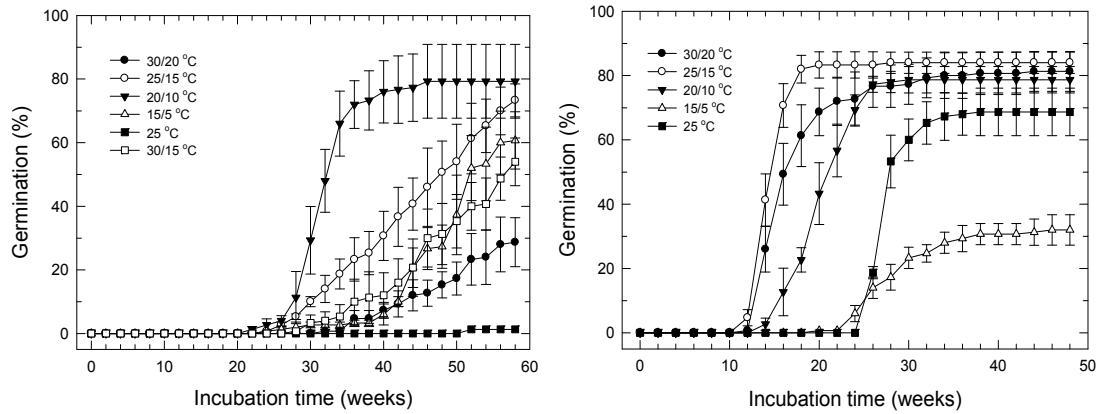 100
80
60
40
20
0
Germination (%)
30/20 °C
25/15 °C
20/10 °C
15/5 °C
25 °C
30/15 °C
0 10 20 30 40 50 60
Incubation time (weeks)
100
80
60
40
20
0
Germination (%)
30/20 °C
25/15 °C
20/10 °C
15/5 °C
25 °C
0 10 20 30 40 50
Incubation time (weeks)